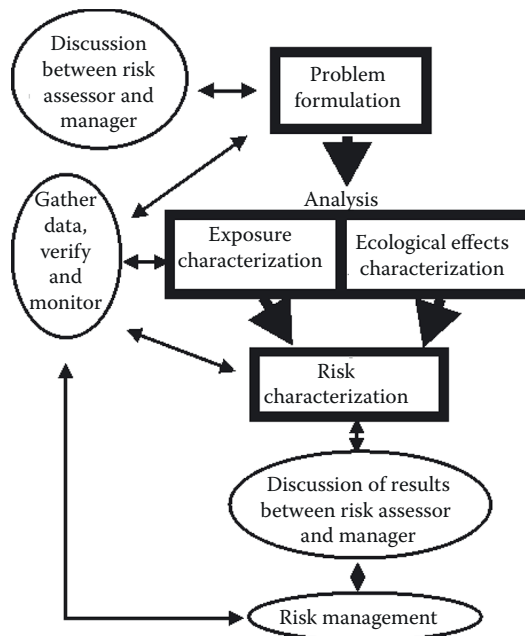 Discussion
between risk
assessor and
manager
Problem
formulation
Gather
data,
verify
and
monitor
Analysis
Exposure
characterization
Ecological effects
characterization
Risk
characterization
Discussion of results
between risk assessor
and manager
Risk management